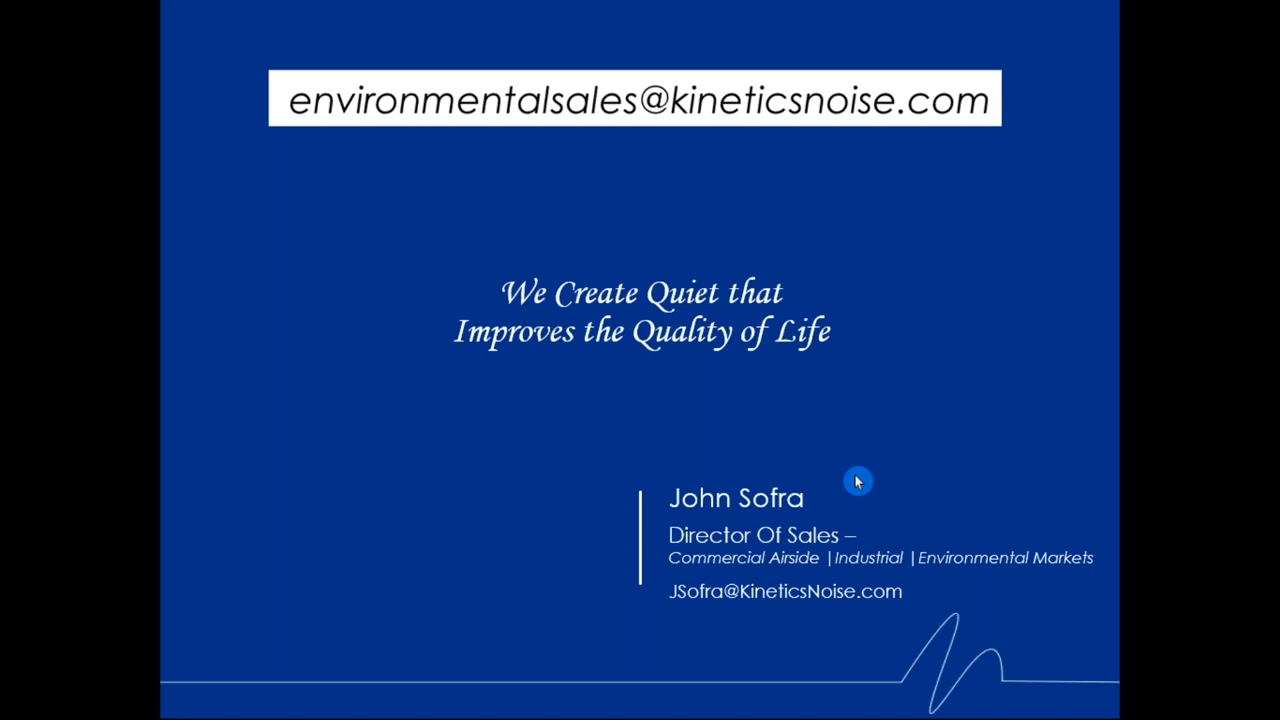 environmentalsales@kineticsnoise.com
We Create Quiet that
Improves the Quality of Life
John Sofra
Director Of Sales –
Commercial Airside |Industrial |Environmental Markets
JSofra@KineticsNoise.com